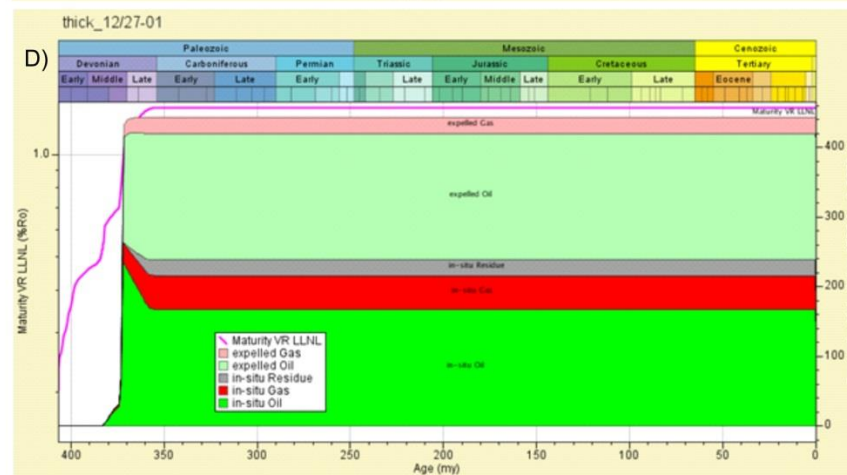 thick_12/27-01
D)
Paleozoic Mesozoic Cenozoic
Devonian Carboniferous Permian Triassic Jurassic Cretaceous Tertiary
Early Middle Late Early Late Early Late Early Middle Late Early Late Eocene
Maturity VR LLNL
expelled Gas
1.0
400
expelled Oil
300
Maturity VR LLNL (%Ro)
in-situ Residue
in-situ Gas
200
Maturity VR LLNL
expelled Gas
expelled Oil
in-situ Residue
in-situ Gas
in-situ Oil
in-situ Oil
100
0
400 350 300 250 200 150 100 50 0
Age (my)